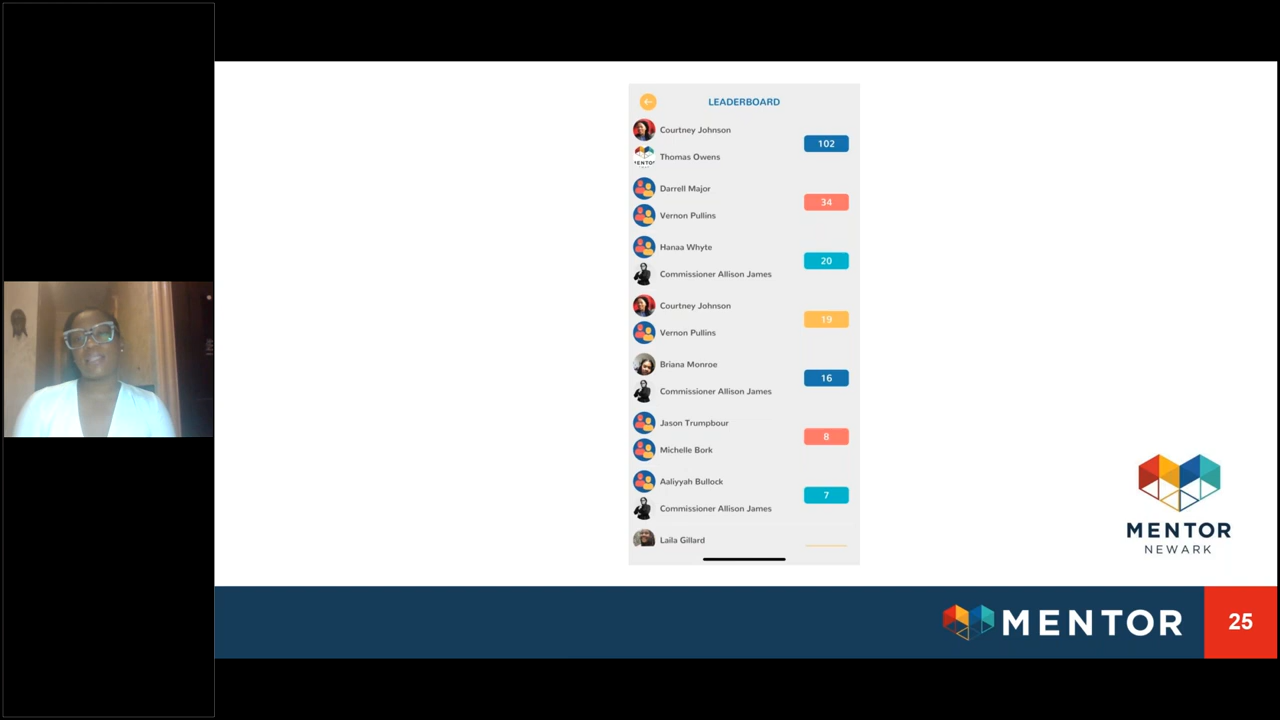 LEADERBOARD
Courtney Johnson
102
Thomas Owens
Darrell Major
34
Vernon Pullins
Hanaa Whyte
20
Commissioner Allison James
Courtney Johnson
19
Vernon Pullins
Briana Monroe
16
Commissioner Allison James
Jason Trumpbour
8
Michelle Bork
Aaliyyah Bullock
7
Commissioner Allison James
Laila Gillard
MENTOR
NEWARK
MENTOR
25